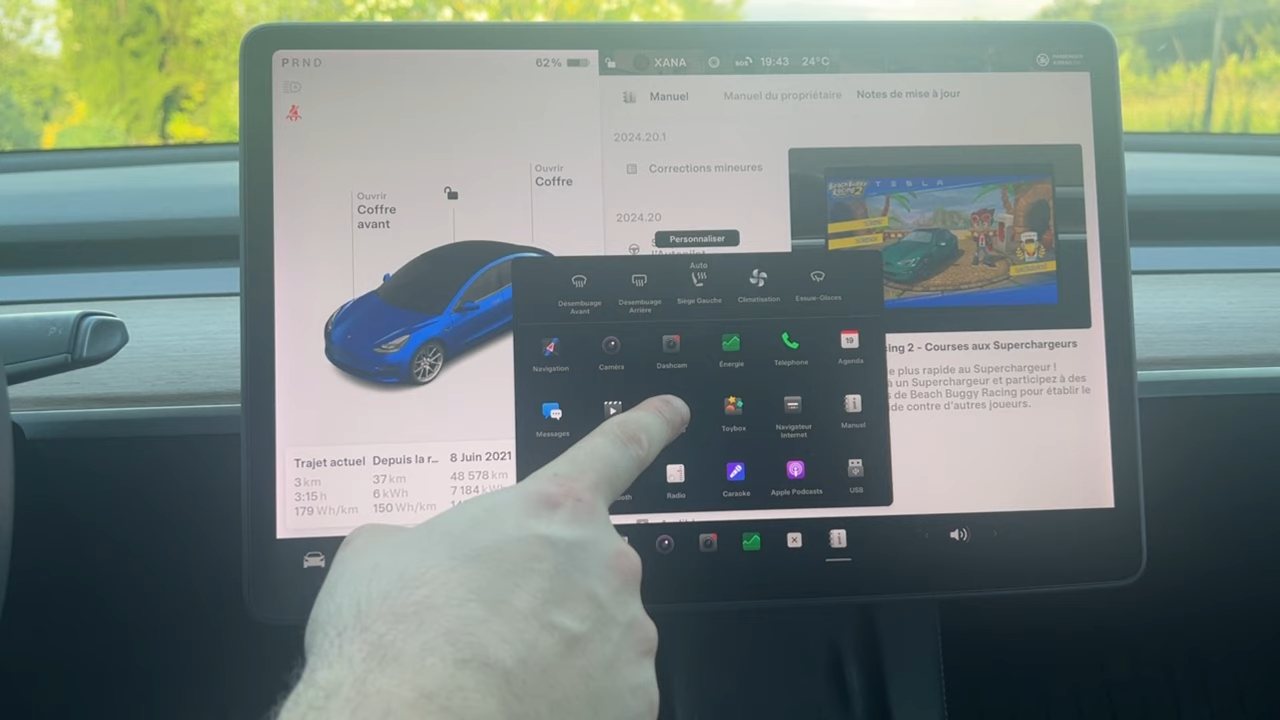 PRND
62%
XANA
SOS
19:43
24°C
Manuel
Manuel du propriétaire
Notes de mise à jour
2024.20.1
Corrections mineures
2024.20
Personnaliser
Ouvrir
Coffre
avant
Ouvrir
Coffre
TESLA
Auto
Désembuage
Avant
Désembuage
Arrière
Siège Gauche
Climatisation
Essuie-Glaces
Navigation
Caméra
Dashcam
Énergie
Téléphone
19
Agenda
Messages
Toybox
Navigateur
Internet
Manuel
Radio
Caraoke
Apple Podcasts
USB
ing 2 - Courses aux Superchargeurs
e plus rapide au Superchargeur !
à un Superchargeur et participez à des
s de Beach Buggy Racing pour établir le
de contre d'autres joueurs.
Trajet actuel
3 km
3:15 h
179 Wh/km
Depuis la r...
37 km
6 kWh
150 Wh/km
8 Juin 2021
48 578 km
7 184 kWh